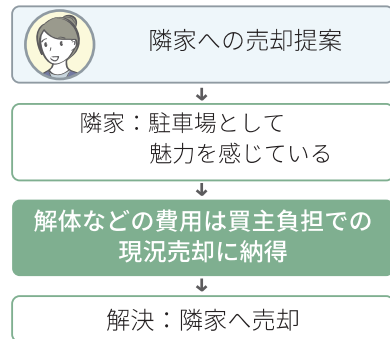 隣家への売却提案
隣家：駐車場として
魅力を感じている
解体などの費用は買主負担での
現況売却に納得
解決：隣家へ売却